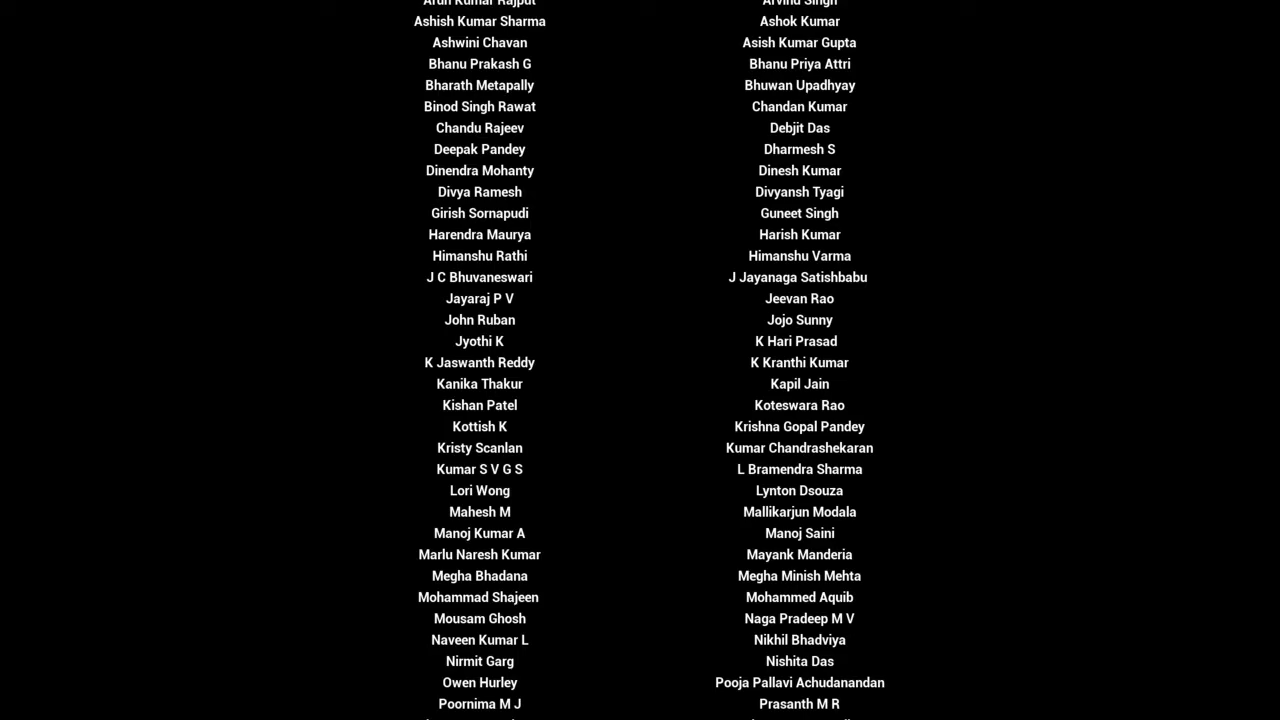 Arun Kumar Rajput Arvind Singh
Ashish Kumar Sharma Ashok Kumar
Ashwini Chavan Asish Kumar Gupta
Bhanu Prakash G Bhanu Priya Attri
Bharath Metapally Bhuwan Upadhyay
Binod Singh Rawat Chandan Kumar
Chandu Rajeev Debjit Das
Deepak Pandey Dharmesh S
Dinendra Mohanty Dinesh Kumar
Divya Ramesh Divyansh Tyagi
Girish Sornapudi Guneet Singh
Harendra Maurya Harish Kumar
Himanshu Rathi Himanshu Varma
J C Bhuvaneswari J Jayanaga Satishbabu
Jayaraj P V Jeevan Rao
John Ruban Jojo Sunny
Jyothi K K Hari Prasad
K Jaswanth Reddy K Kranthi Kumar
Kanika Thakur Kapil Jain
Kishan Patel Koteswara Rao
Kottish K Krishna Gopal Pandey
Kristy Scanlan Kumar Chandrashekaran
Kumar S V G S L Bramendra Sharma
Lori Wong Lynton Dsouza
Mahesh M Mallikarjun Modala
Manoj Kumar A Manoj Saini
Marlu Naresh Kumar Mayank Manderia
Megha Bhadana Megha Minish Mehta
Mohammad Shajeen Mohammed Aquib
Mousam Ghosh Naga Pradeep M V
Naveen Kumar L Nikhil Bhadviya
Nirmit Garg Nishita Das
Owen Hurley Pooja Pallavi Achudanandan
Poornima M J Prasanth M R